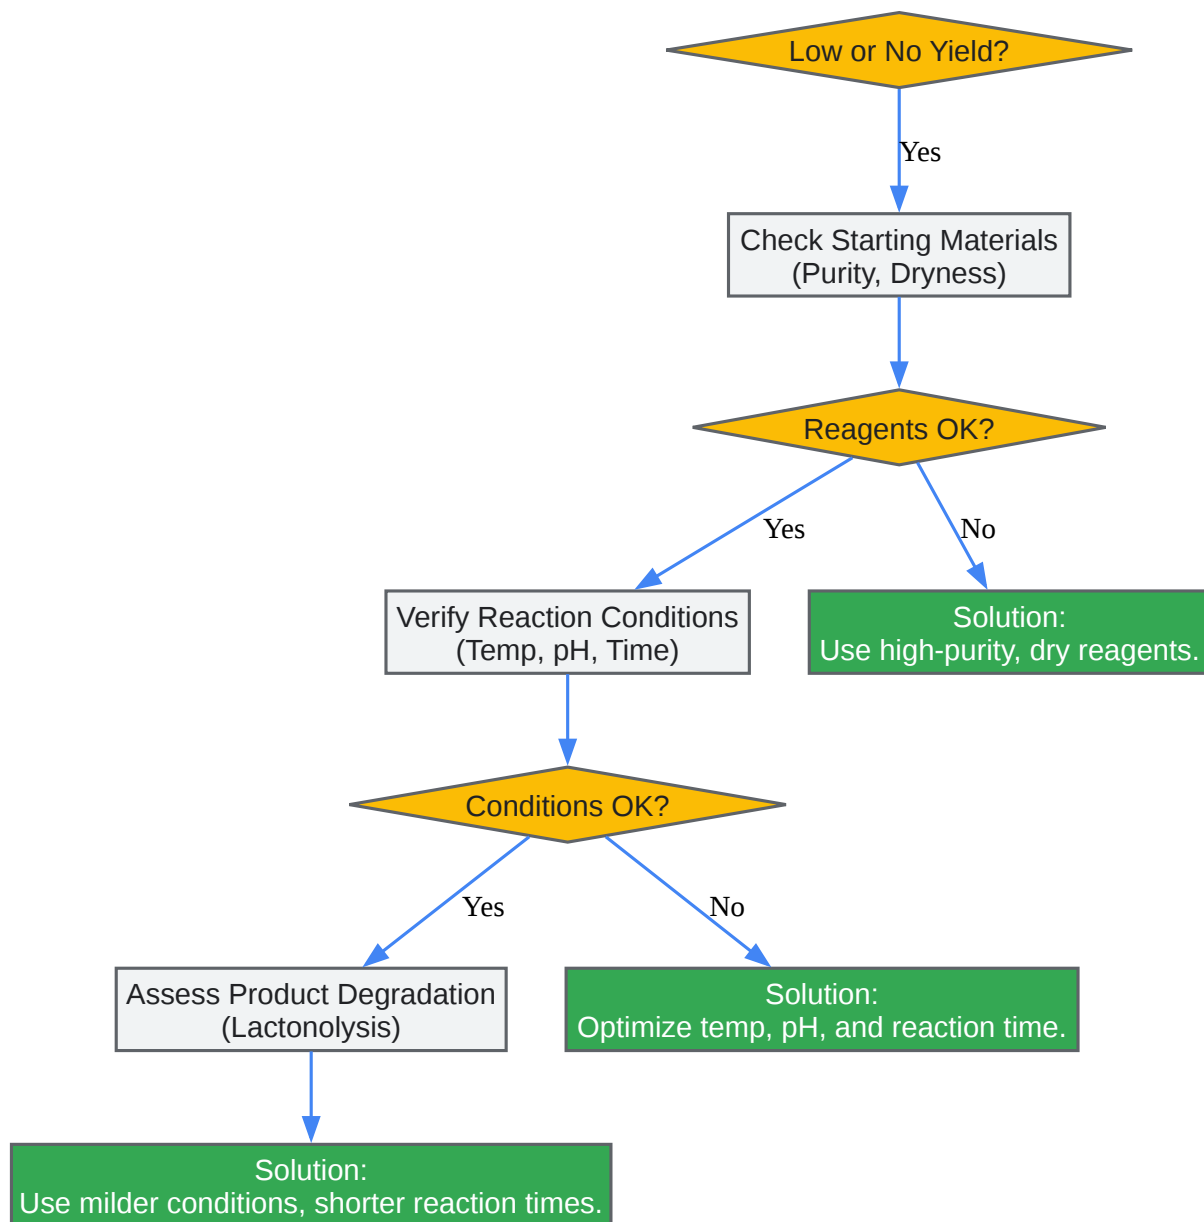 Low or No Yield?
Yes
Check Starting Materials
(Purity, Dryness)
Reagents OK?
Yes
No
Verify Reaction Conditions
(Temp, pH, Time)
Solution:
Use high-purity, dry reagents.
Conditions OK?
Yes
No
Assess Product Degradation
(Lactonolysis)
Solution:
Optimize temp, pH, and reaction time.
Solution:
Use milder conditions, shorter reaction times.